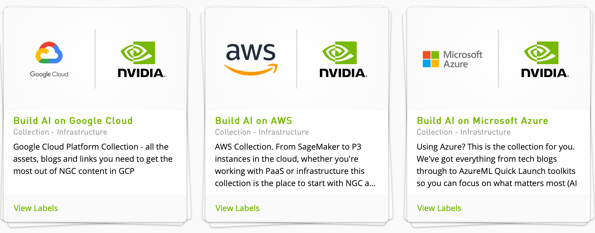 Google Cloud
NVIDIA.
Build AI on Google Cloud
Collection - Infrastructure
Google Cloud Platform Collection - all the
assets, blogs and links you need to get the
most out of NGC content in GCP
View Labels
aws
NVIDIA.
Build AI on AWS
Collection - Infrastructure
AWS Collection. From SageMaker to P3
instances in the cloud, whether you're
working with PaaS or infrastructure this
collection is the place to start with NGC a...
View Labels
Microsoft
Azure
NVIDIA.
Build AI on Microsoft Azure
Collection - Infrastructure
Using Azure? This is the collection for you.
We've got everything from tech blogs
through to AzureML Quick Launch toolkits
so you can focus on what matters most (AI
View Labels